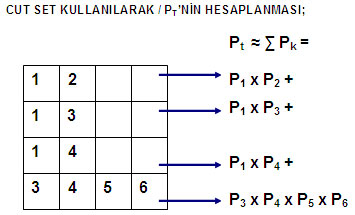 CUT SET KULLANILARAK / PT'NİN HESAPLANMASI;
Pt ≈ ∑ Pk =
1 2 P1 x P2 +
1 3 P1 x P3 +
1 4 P1 x P4 +
3 4 5 6 P3 x P4 x P5 x P6